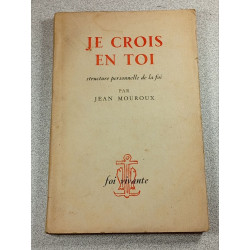 JE CROIS
EN TOI
structure personnelle de la foi
PAR
JEAN MOUROUX
foi vivante